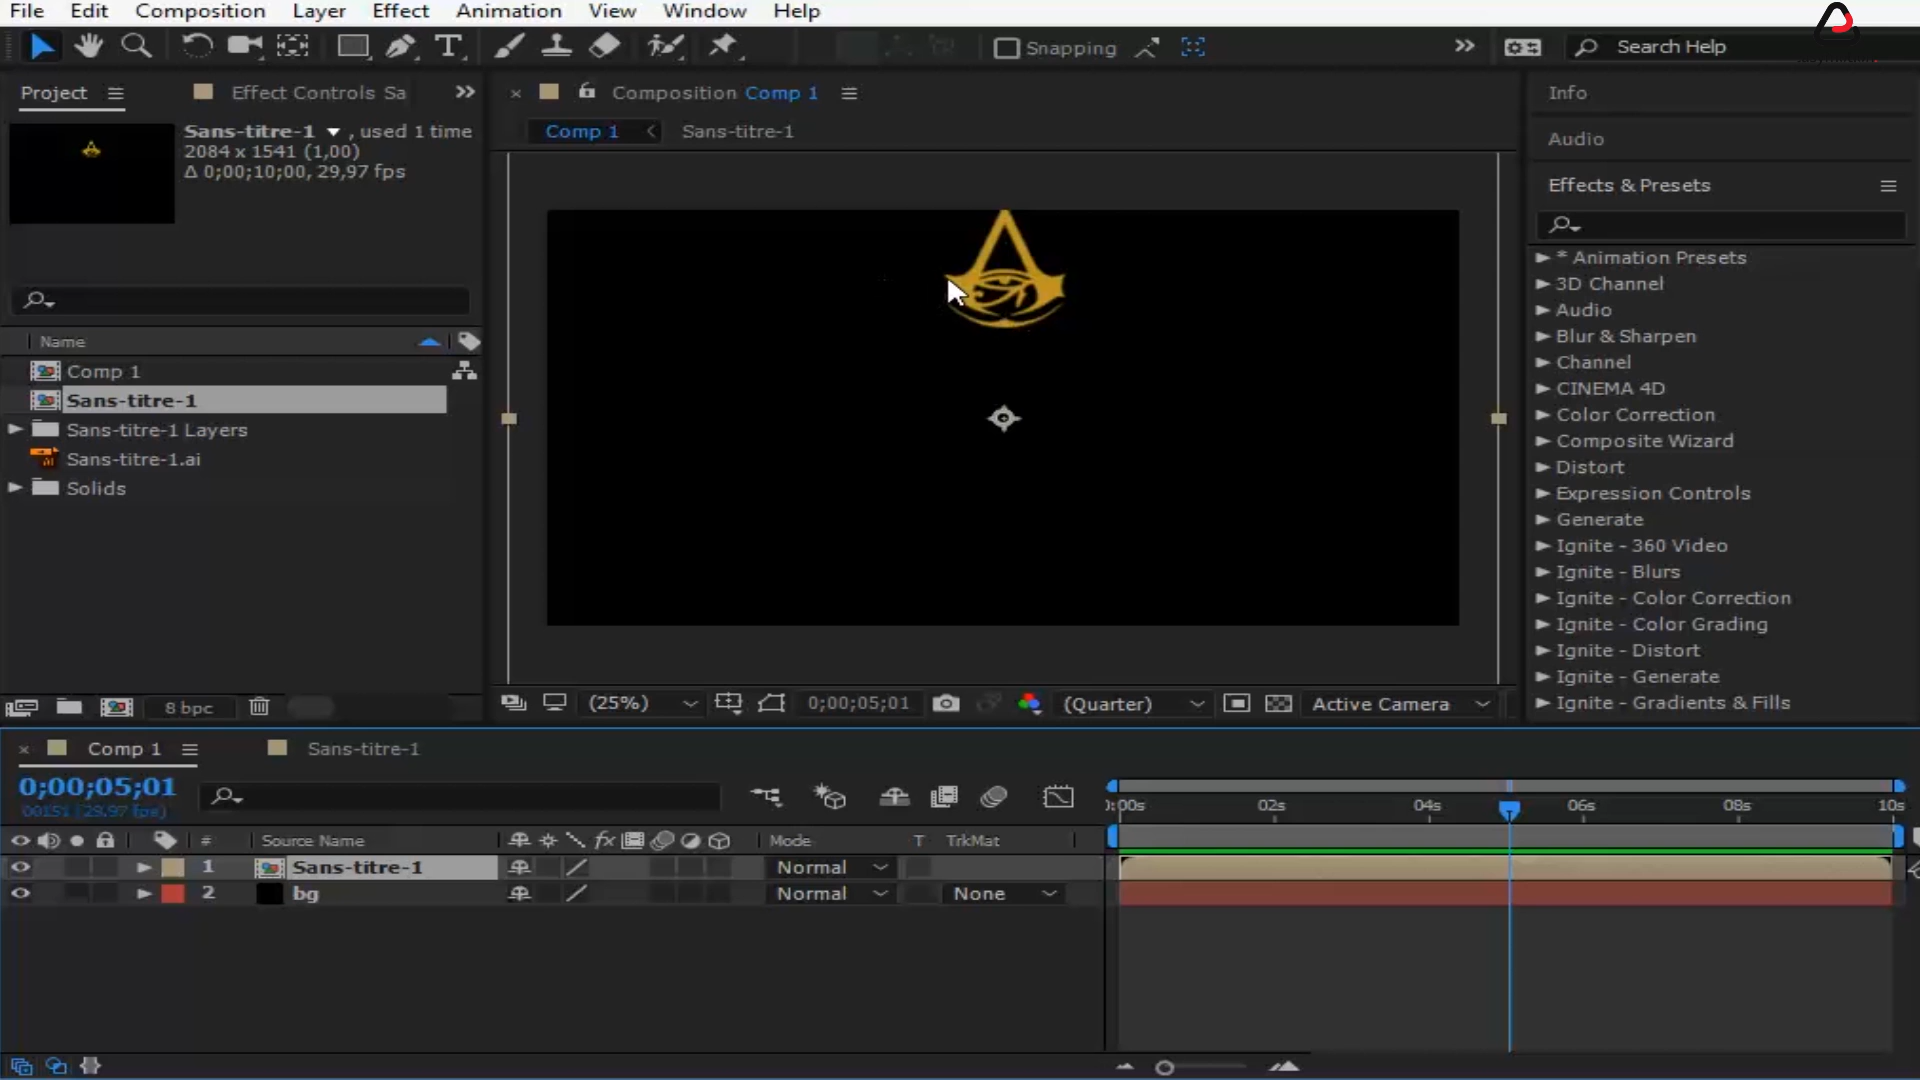 File Edit Composition Layer Effect Animation View Window Help
Snapping
Search Help
Project
Effect Controls Sa
Composition Comp 1
Info
Sans-titre-1 , used 1 time
2084 x 1541 (1,00)
Δ 0;00;10;00, 29,97 fps
Comp 1
Sans-titre-1
Audio
Effects & Presets
* Animation Presets
3D Channel
Audio
Blur & Sharpen
Channel
CINEMA 4D
Color Correction
Composite Wizard
Distort
Expression Controls
Generate
Ignite - 360 Video
Ignite - Blurs
Ignite - Color Correction
Ignite - Color Grading
Ignite - Distort
Ignite - Generate
Ignite - Gradients & Fills
Name
Comp 1
Sans-titre-1
Sans-titre-1 Layers
Sans-titre-1.ai
Solids
8 bpc
(25%)
0;00;05;01
(Quarter)
Active Camera
Comp 1
Sans-titre-1
0;00;05;01
00151 (29.97 fps)
):00s 02s 04s 06s 08s 10s
# Source Name Mode T TrkMat
1 Sans-titre-1 Normal
2 bg Normal None